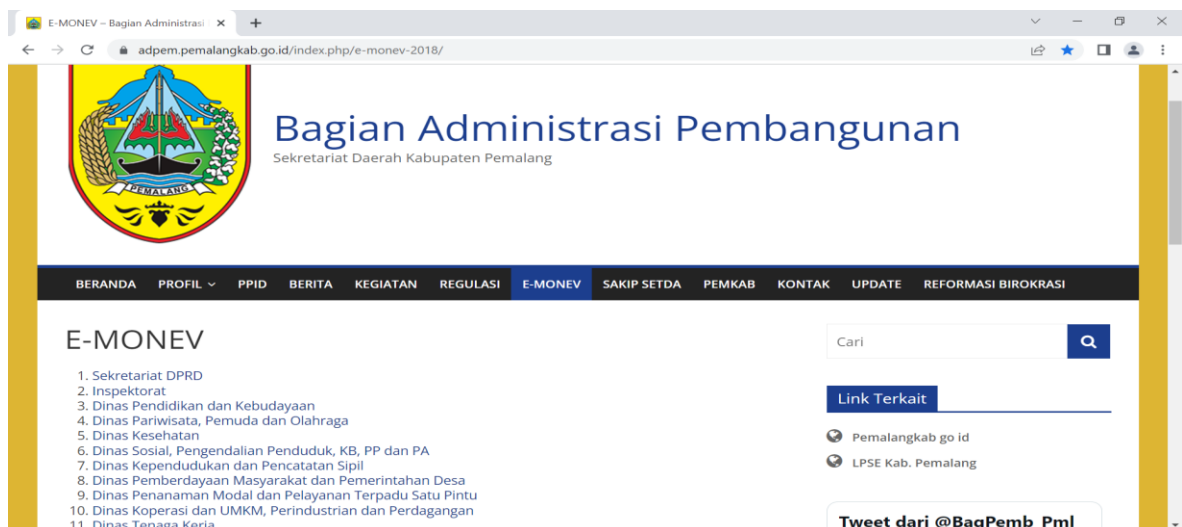 E-MONEV – Bagian Administrasi
adpem.pemalangkab.go.id/index.php/e-monev-2018/
PEMALANG
Bagian Administrasi Pembangunan
Sekretariat Daerah Kabupaten Pemalang
BERANDA PROFIL PPID BERITA KEGIATAN REGULASI E-MONEV SAKIP SETDA PEMKAB KONTAK UPDATE REFORMASI BIROKRASI
E-MONEV
1. Sekretariat DPRD
2. Inspektorat
3. Dinas Pendidikan dan Kebudayaan
4. Dinas Pariwisata, Pemuda dan Olahraga
5. Dinas Kesehatan
6. Dinas Sosial, Pengendalian Penduduk, KB, PP dan PA
7. Dinas Kependudukan dan Pencatatan Sipil
8. Dinas Pemberdayaan Masyarakat dan Pemerintahan Desa
9. Dinas Penanaman Modal dan Pelayanan Terpadu Satu Pintu
10. Dinas Koperasi dan UMKM, Perindustrian dan Perdagangan
11. Dinas Tenaga Kerja
Cari
Link Terkait
Pemalangkab go id
LPSE Kab. Pemalang
Tweet dari @BagPemb_Pml